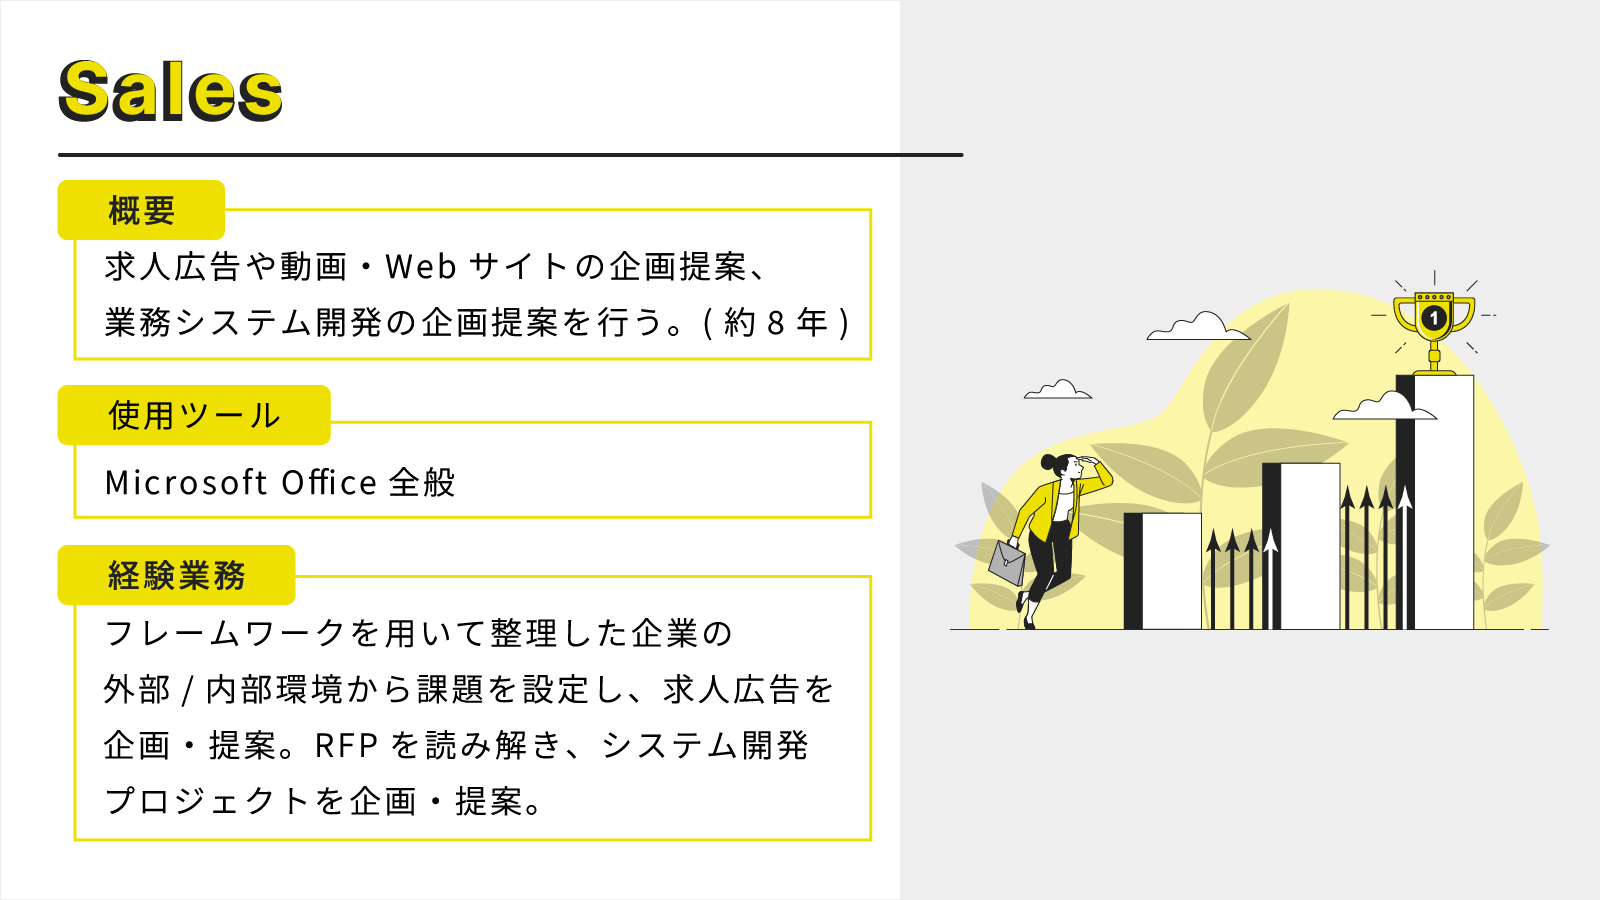 Sales
概要
求人広告や動画・Web サイトの企画提案、
業務システム開発の企画提案を行う。( 約 8 年 )
使用ツール
Microsoft Office 全般
経験業務
フレームワークを用いて整理した企業の
外部 / 内部環境から課題を設定し、求人広告を
企画・提案。RFP を読み解き、システム開発
プロジェクトを企画・提案。
1